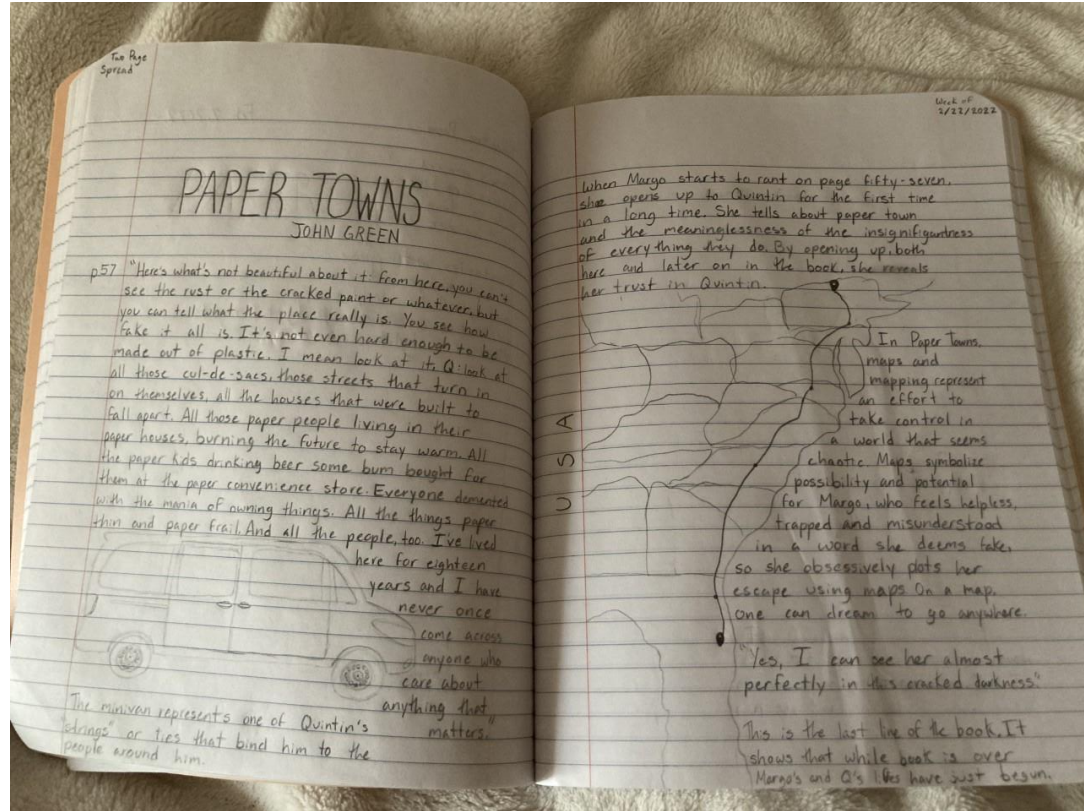 Two Page
Spread
PAPER TOWNS
JOHN GREEN
p57 "Here's what's not beautiful about it: from here, you can't
see the rust or the cracked paint or whatever, but
you can tell what the place really is. You see how
fake it all is. It's not even hard enough to be
made out of plastic. I mean look at it, Q: look at
all those cul-de-sacs, those streets that turn in
on themselves, all the houses that were built to
fall apart. All those paper people living in their
paper houses, burning the future to stay warm. All
the paper kids drinking beer some bum bought for
them at the paper convenience store. Everyone demented
with the mania of owning things. All the things paper
thin and paper frail. And all the people, too. I've lived
here for eighteen
years and I have
never once
come across
anyone who
care about
anything that
matters."
The minivan represents one of Quintin's
"strings" or ties that bind him to the
people around him.
Week of
2/22/2022
When Margo starts to rant on page fifty-seven,
she opens up to Quintin for the first time
in a long time. She tells about paper town
and the meaninglessness of the insignifigantness
of everything they do. By opening up, both
here and later on in the book, she reveals
her trust in Quintin.
USA
In Paper Towns,
maps and
mapping represent
an effort to
take control in
a world that seems
chaotic. Maps symbolize
possibility and potential
for Margo, who feels helpless,
trapped and misunderstood
in a word she deems fake,
so she obsessively plots her
escape using maps. On a map,
one can dream to go anywhere.
"Yes, I can see her almost
perfectly in this cracked darkness."
This is the last line of the book. It
shows that while book is over
Margo's and Q's lifes have just begun.